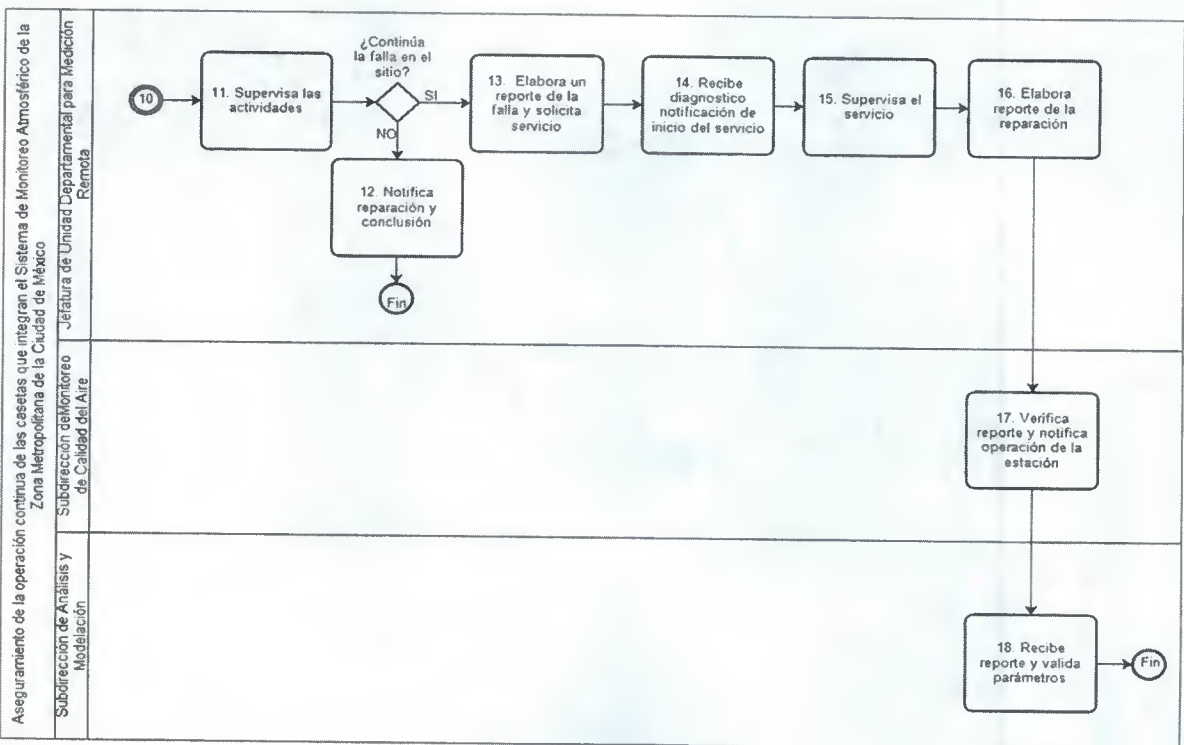 Aseguramiento de la operación continua de las casetas que integran el Sistema de Monitoreo Atmosférico de la
Zona Metropolitana de la Ciudad de México
Jefatura de Unidad Departamental para Medición
Remota
10
11. Supervisa las
actividades
¿Continúa
la falla en el
sitio?
SI
NO
12. Notifica
reparación y
conclusión
Fin
13. Elabora un
reporte de la
falla y solicita
servicio
14. Recibe
diagnostico
notificación de
inicio del servicio
15. Supervisa el
servicio
16. Elabora
reporte de la
reparación
Subdirección deMonitoreo
de Calidad del Aire
17. Verifica
reporte y notifica
operación de la
estación
Subdirección de Análisis y
Modelación
18. Recibe
reporte y valida
parámetros
Fin